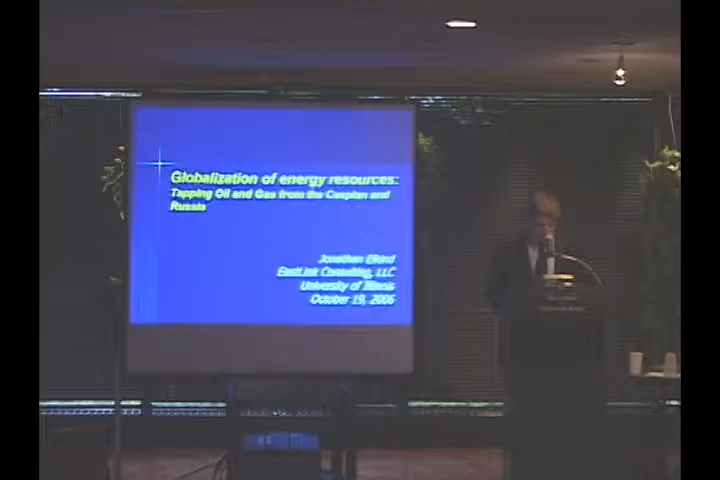 Globalization of energy resources:
Tapping Oil and Gas from the Caspian and
Russia
Jonathan Elkind
EastLink Consulting, LLC
University of Illinois
October 19, 2006